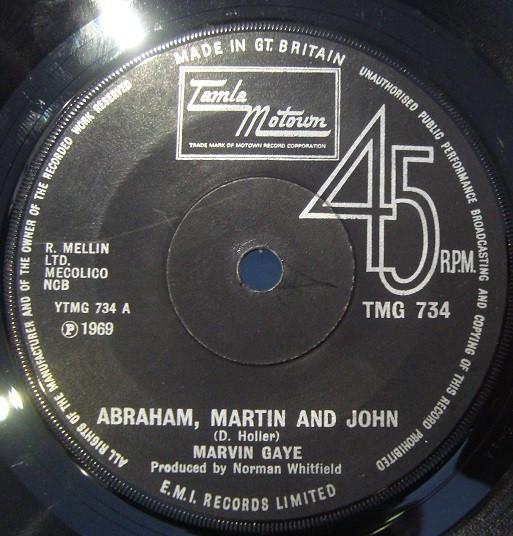 MADE IN GT. BRITAIN
UNAUTHORISED PUBLIC PERFORMANCE BROADCASTING AND COPYING OF THIS RECORD PROHIBITED
ALL RIGHTS OF THE MANUFACTURER AND OF THE OWNER OF THE RECORDED WORK RESERVED
Tamla
Motown
TRADE MARK OF MOTOWN RECORD CORPORATION
45
RPM.
R. MELLIN
LTD.
MECOLICO
NCB
YTMG 734 A
Ⓟ 1969
TMG 734
ABRAHAM, MARTIN AND JOHN
(D. Holler)
MARVIN GAYE
Produced by Norman Whitfield
E.M.I. RECORDS LIMITED